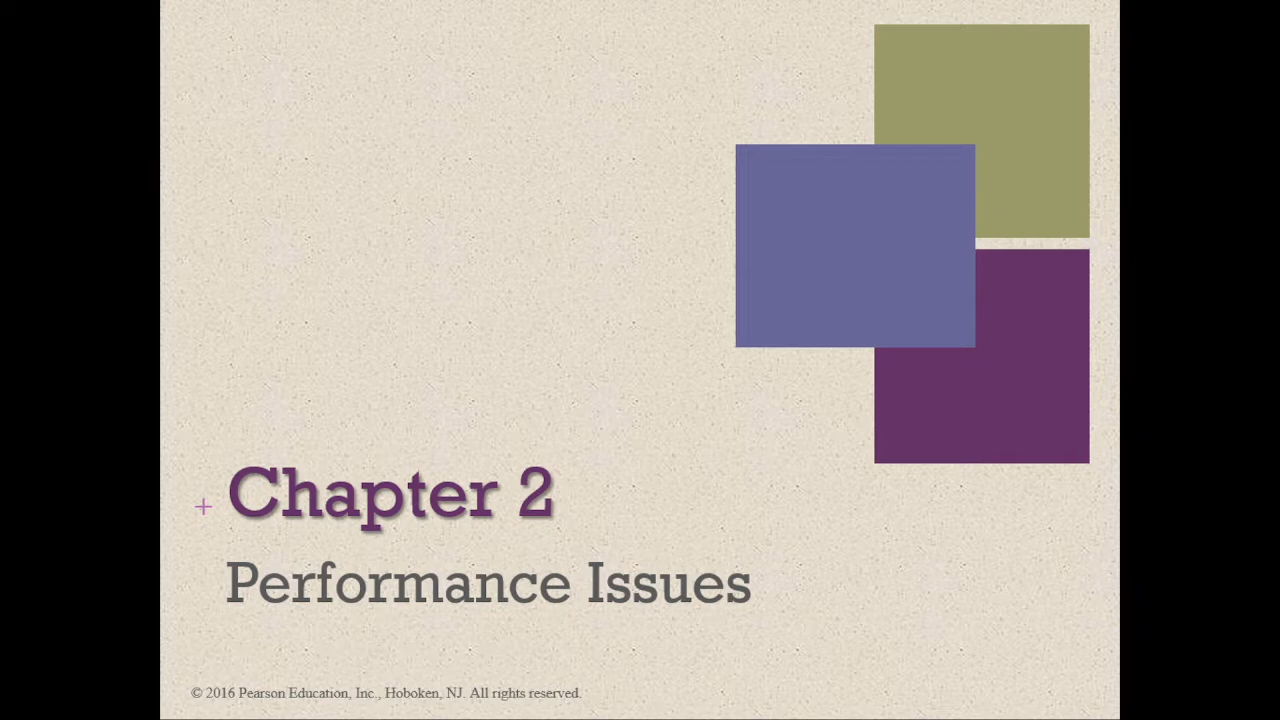 + Chapter 2
Performance Issues
© 2016 Pearson Education, Inc., Hoboken, NJ. All rights reserved.